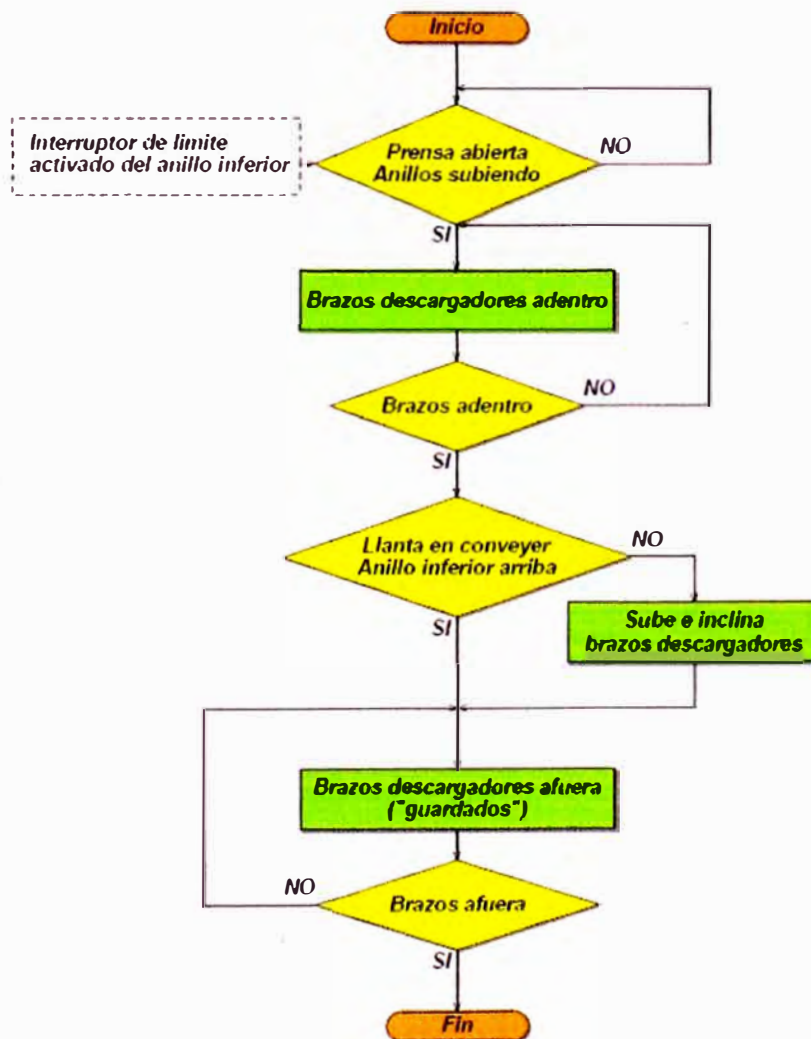 Inicio
Interruptor de limite
activado del anillo inferior
Prensa abierta
Anillos subiendo
NO
SI
Brazos descargadores adentro
Brazos adentro
NO
SI
Llanta en conveyer
Anillo inferior arriba
NO
SI
Sube e inclina
brazos descargadores
Brazos descargadores afuera
("guardados")
NO
Brazos afuera
SI
Fin